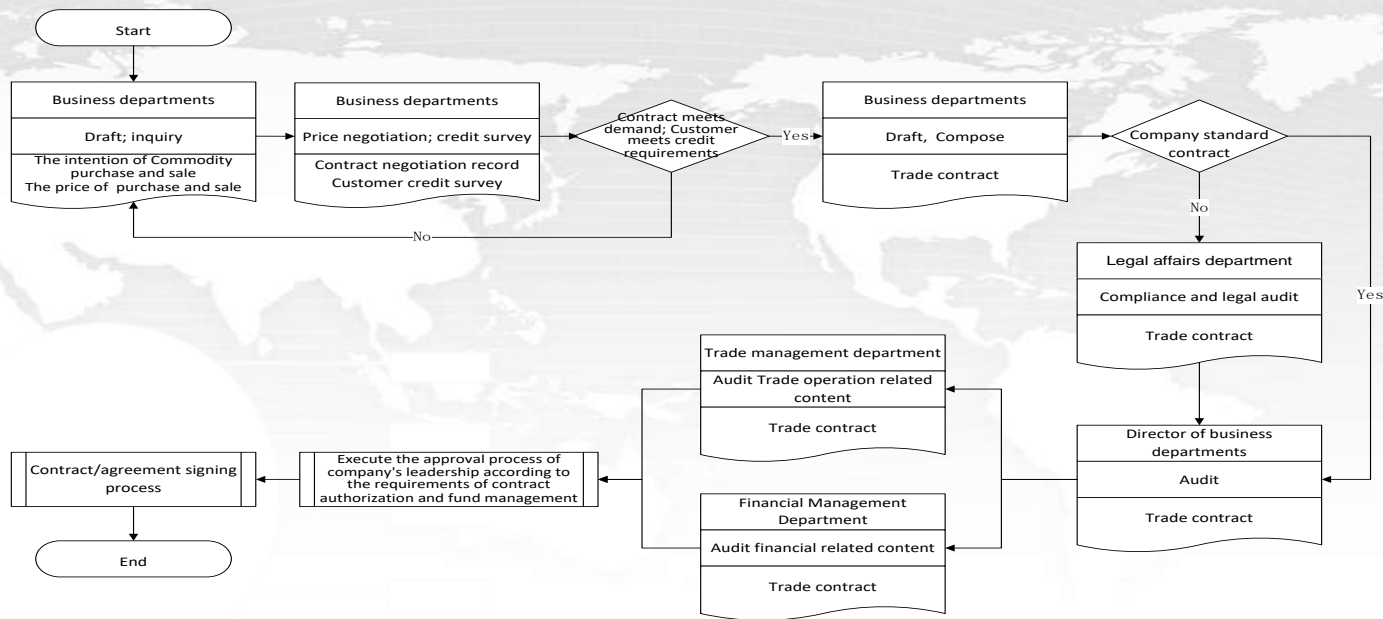 Start
Business departments
Draft; inquiry
The intention of Commodity
purchase and sale
The price of  purchase and sale
Business departments
Price negotiation; credit survey
Contract negotiation record
Customer credit survey
Contract meets
demand; Customer
meets credit
requirements
Yes
No
Business departments
Draft,  Compose
Trade contract
Company standard
contract
No
Yes
Legal affairs department
Compliance and legal audit
Trade contract
Director of business
departments
Audit
Trade contract
Trade management department
Audit Trade operation related
content
Trade contract
Financial Management
Department
Audit financial related content
Trade contract
Execute the approval process of
company's leadership according to
the requirements of contract
authorization and fund management
Contract/agreement signing
process
End